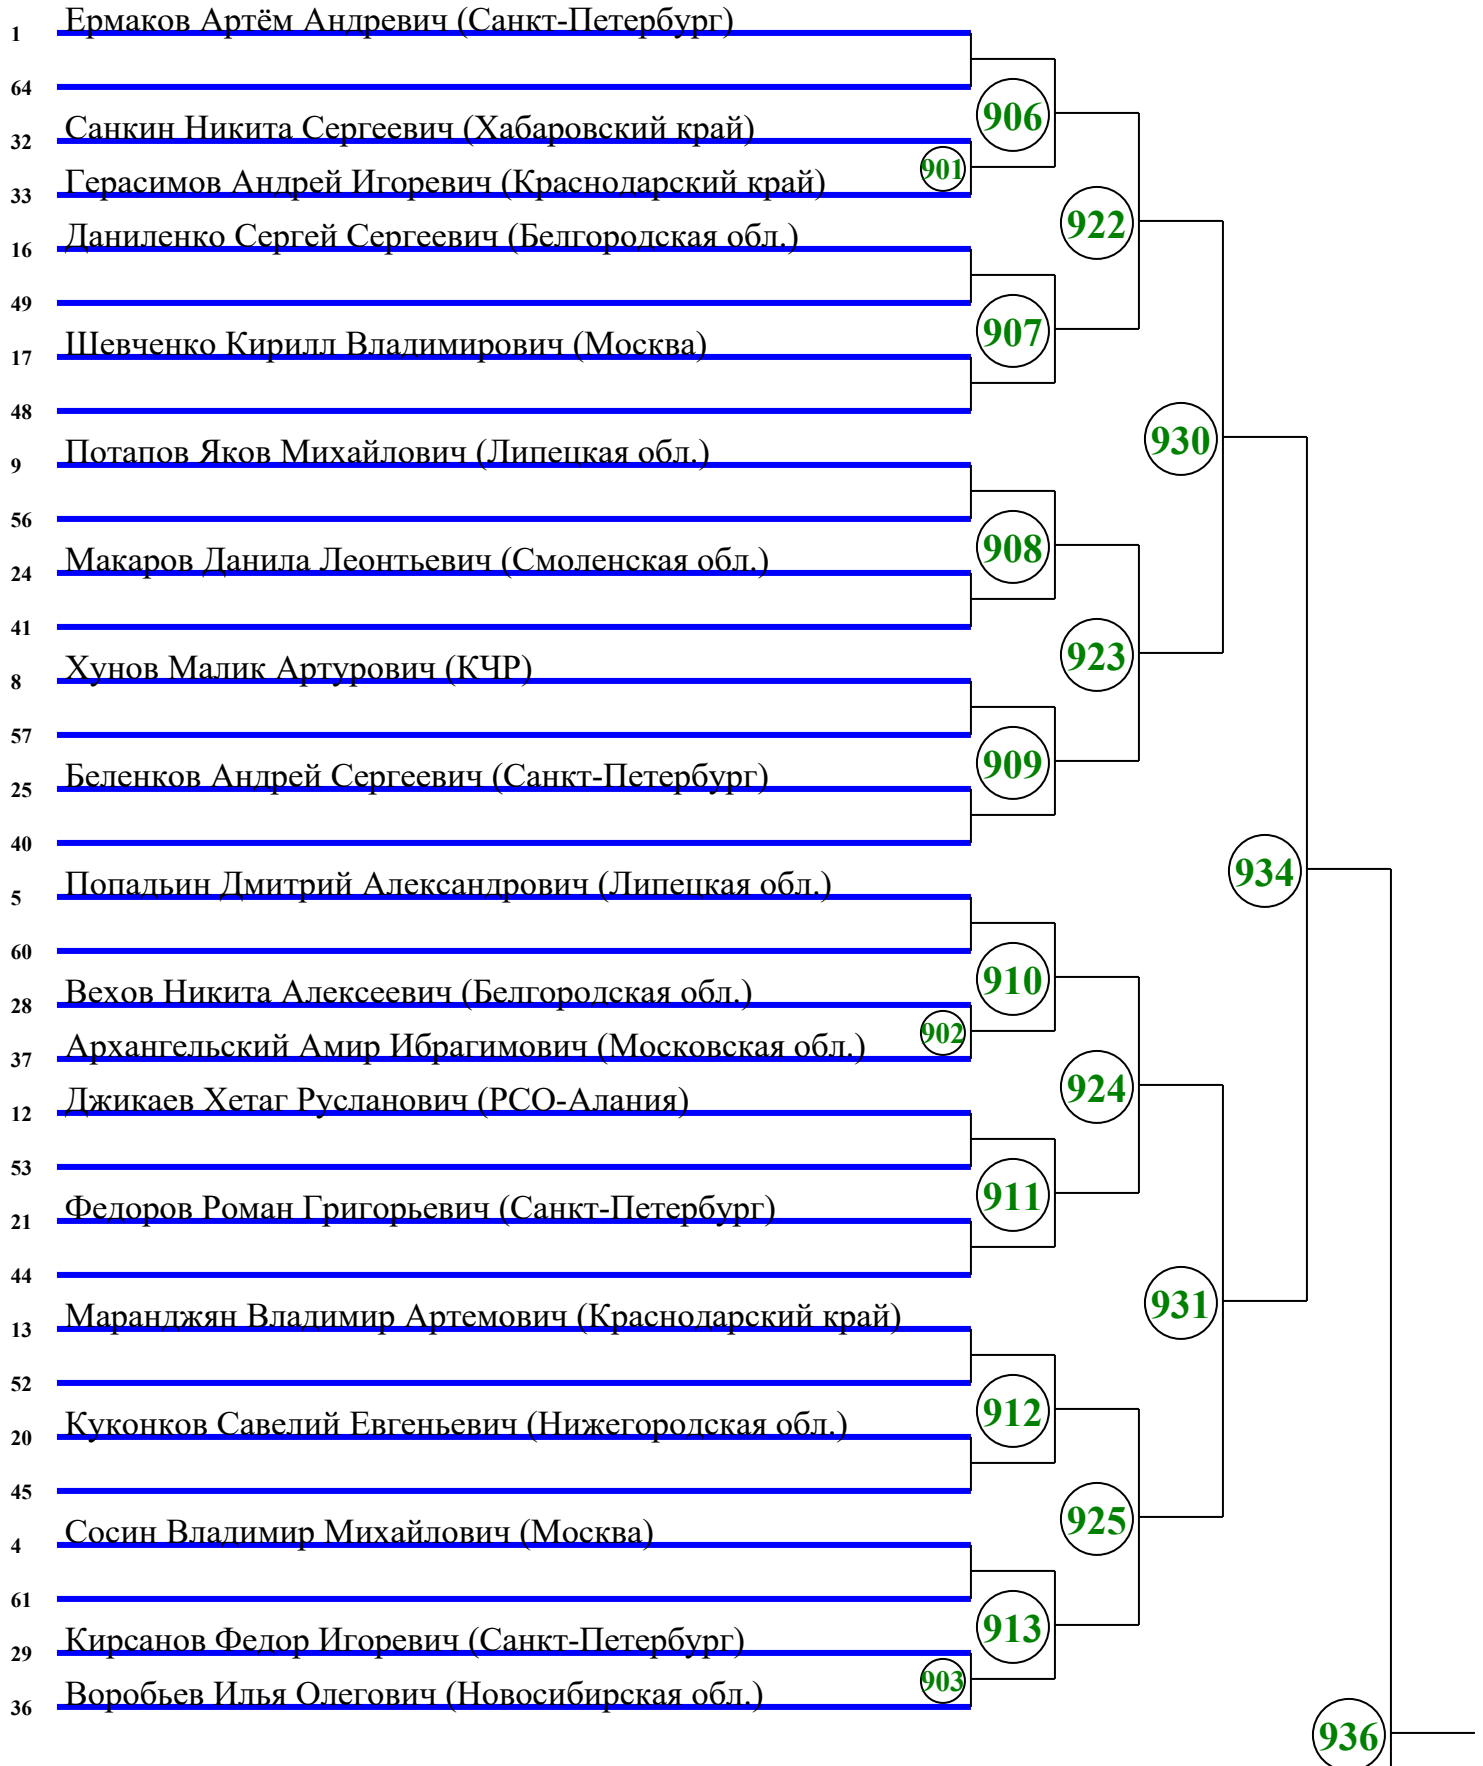 1 Ермаков Артём Андревич (Санкт-Петербург)
64
906
32 Санкин Никита Сергеевич (Хабаровский край)
901
33 Герасимов Андрей Игоревич (Краснодарский край)
922
16 Даниленко Сергей Сергеевич (Белгородская обл.)
49
907
17 Шевченко Кирилл Владимирович (Москва)
48
930
9 Потапов Яков Михайлович (Липецкая обл.)
56
908
24 Макаров Данила Леонтьевич (Смоленская обл.)
41
923
8 Хунов Малик Артурович (КЧР)
57
909
25 Беленков Андрей Сергеевич (Санкт-Петербург)
40
934
5 Попадьин Дмитрий Александрович (Липецкая обл.)
60
910
28 Вехов Никита Алексеевич (Белгородская обл.)
902
37 Архангельский Амир Ибрагимович (Московская обл.)
924
12 Джикаев Хетаг Русланович (РСО-Алания)
53
911
21 Федоров Роман Григорьевич (Санкт-Петербург)
44
931
13 Маранджян Владимир Артемович (Краснодарский край)
52
912
20 Куконков Савелий Евгеньевич (Нижегородская обл.)
45
925
4 Сосин Владимир Михайлович (Москва)
61
913
29 Кирсанов Федор Игоревич (Санкт-Петербург)
903
36 Воробьев Илья Олегович (Новосибирская обл.)
936